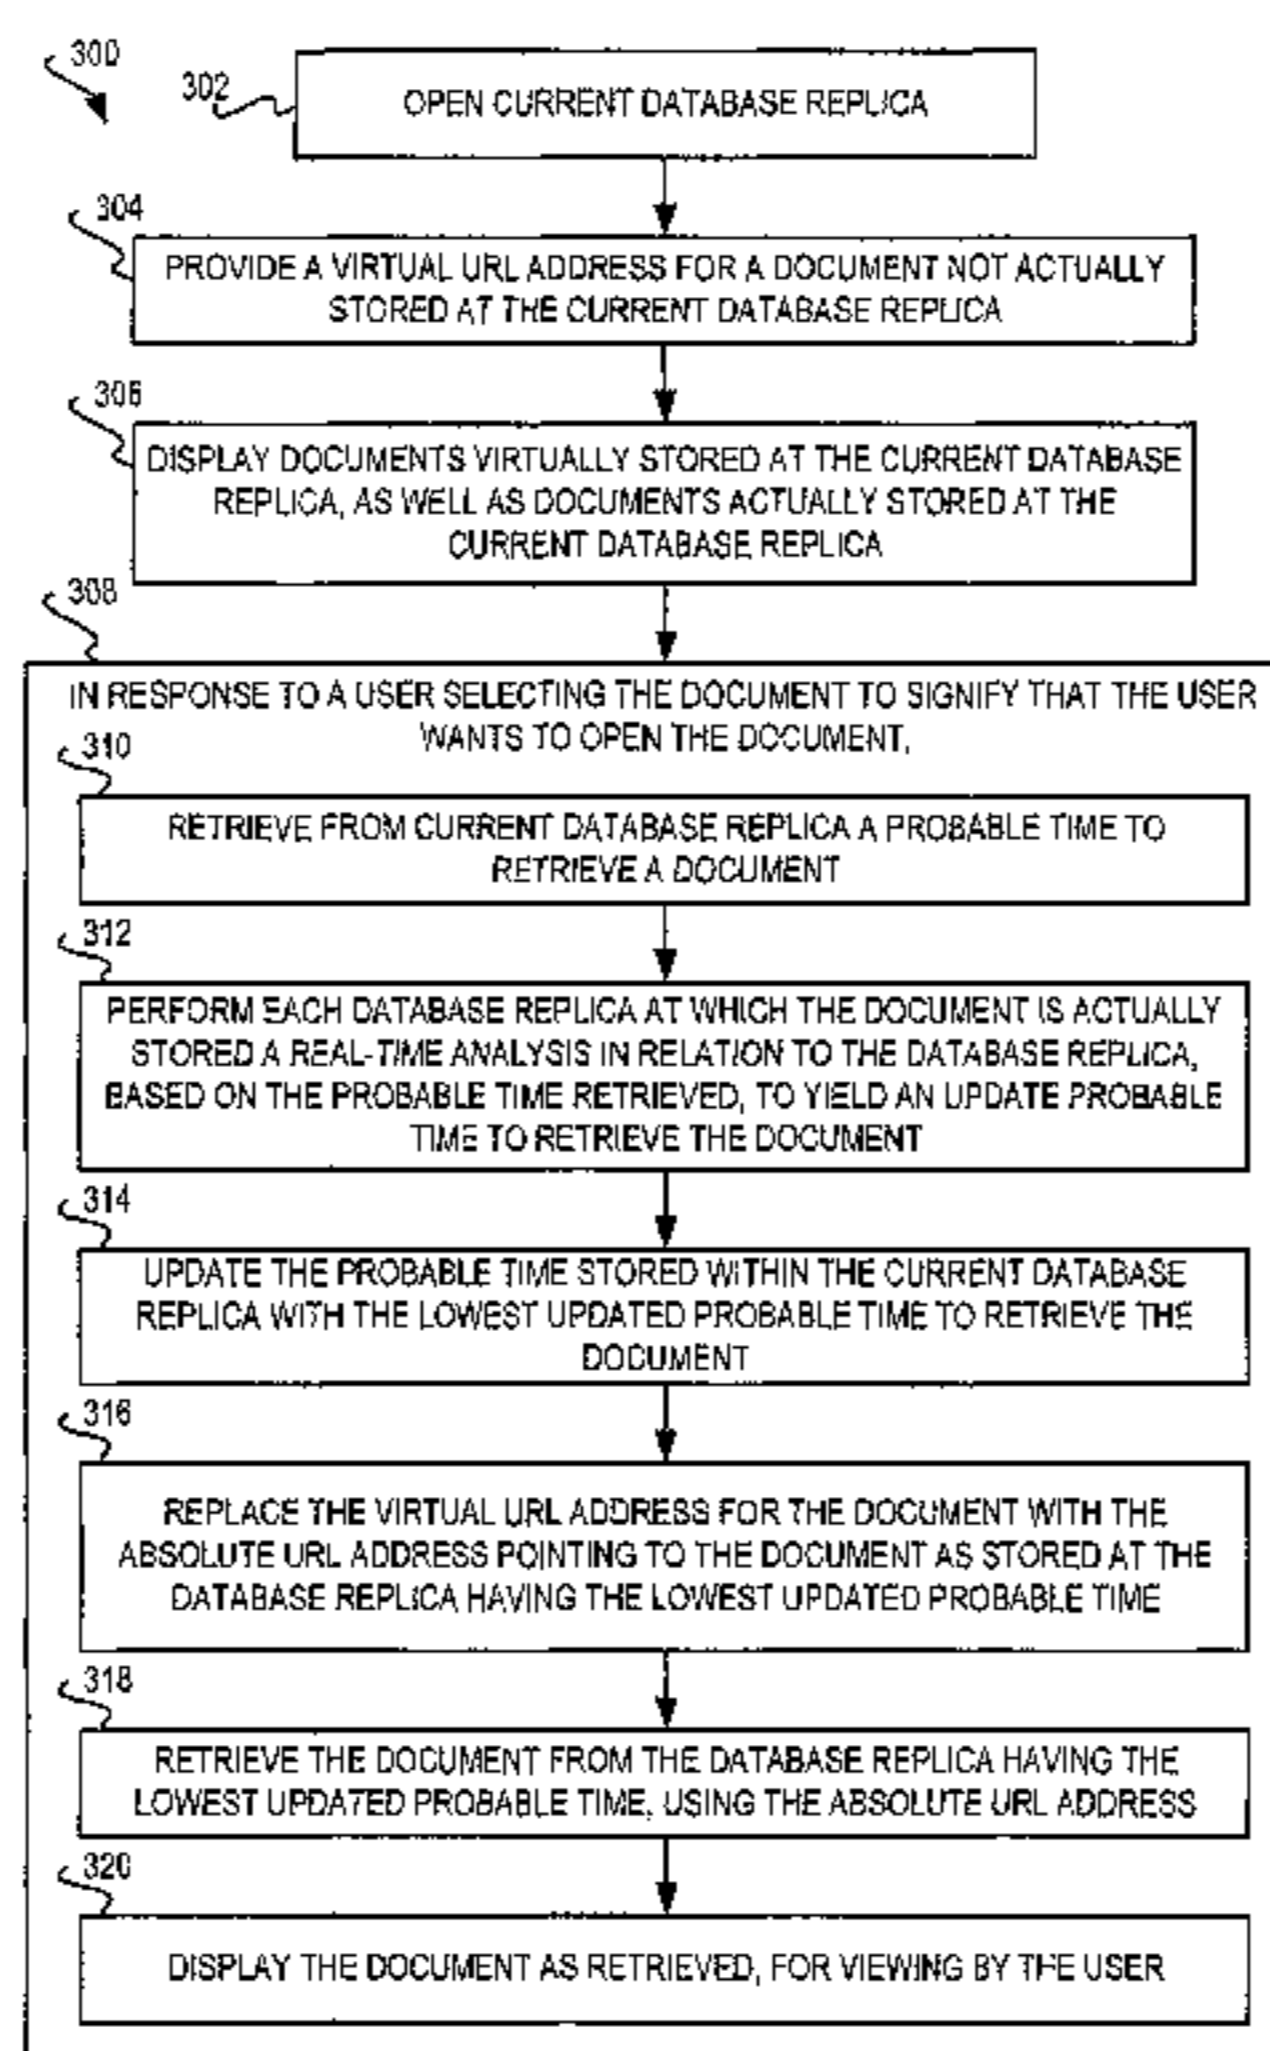 300
302
OPEN CURRENT DATABASE REPLICA
304
PROVIDE A VIRTUAL URL ADDRESS FOR A DOCUMENT NOT ACTUALLY
STORED AT THE CURRENT DATABASE REPLICA
306
DISPLAY DOCUMENTS VIRTUALLY STORED AT THE CURRENT DATABASE
REPLICA, AS WELL AS DOCUMENTS ACTUALLY STORED AT THE
CURRENT DATABASE REPLICA
308
IN RESPONSE TO A USER SELECTING THE DOCUMENT TO SIGNIFY THAT THE USER
WANTS TO OPEN THE DOCUMENT,
310
RETRIEVE FROM CURRENT DATABASE REPLICA A PROBABLE TIME TO
RETRIEVE A DOCUMENT
312
PERFORM EACH DATABASE REPLICA AT WHICH THE DOCUMENT IS ACTUALLY
STORED A REAL-TIME ANALYSIS IN RELATION TO THE DATABASE REPLICA,
BASED ON THE PROBABLE TIME RETRIEVED, TO YIELD AN UPDATE PROBABLE
TIME TO RETRIEVE THE DOCUMENT
314
UPDATE THE PROBABLE TIME STORED WITHIN THE CURRENT DATABASE
REPLICA WITH THE LOWEST UPDATED PROBABLE TIME TO RETRIEVE THE
DOCUMENT
316
REPLACE THE VIRTUAL URL ADDRESS FOR THE DOCUMENT WITH THE
ABSOLUTE URL ADDRESS POINTING TO THE DOCUMENT AS STORED AT THE
DATABASE REPLICA HAVING THE LOWEST UPDATED PROBABLE TIME
318
RETRIEVE THE DOCUMENT FROM THE DATABASE REPLICA HAVING THE
LOWEST UPDATED PROBABLE TIME, USING THE ABSOLUTE URL ADDRESS
320
DISPLAY THE DOCUMENT AS RETRIEVED, FOR VIEWING BY THE USER